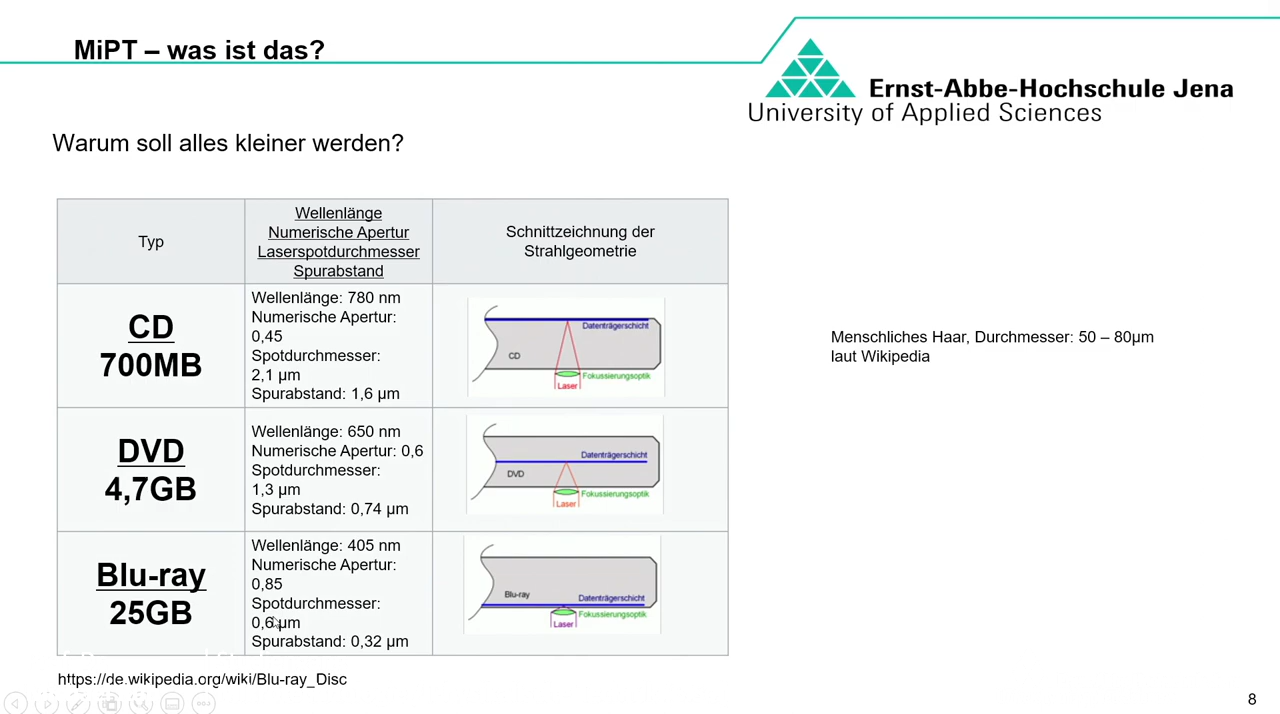 MiPT – was ist das?
Ernst-Abbe-Hochschule Jena
University of Applied Sciences
Warum soll alles kleiner werden?
Typ
Wellenlänge
Numerische Apertur
Laserspotdurchmesser
Spurabstand
Schnittzeichnung der
Strahlgeometrie
CD
700MB
Wellenlänge: 780 nm
Numerische Apertur:
0,45
Spotdurchmesser:
2,1 µm
Spurabstand: 1,6 µm
Datenträgerschicht
CD
Fokussierungsoptik
Laser
Menschliches Haar, Durchmesser: 50 – 80µm
laut Wikipedia
DVD
4,7GB
Wellenlänge: 650 nm
Numerische Apertur: 0,6
Spotdurchmesser:
1,3 µm
Spurabstand: 0,74 µm
Datenträgerschicht
DVD
Fokussierungsoptik
Laser
Blu-ray
25GB
Wellenlänge: 405 nm
Numerische Apertur:
0,85
Spotdurchmesser:
0,6 µm
Spurabstand: 0,32 µm
Blu-ray
Datenträgerschicht
Fokussierungsoptik
Laser
https://de.wikipedia.org/wiki/Blu-ray_Disc
8